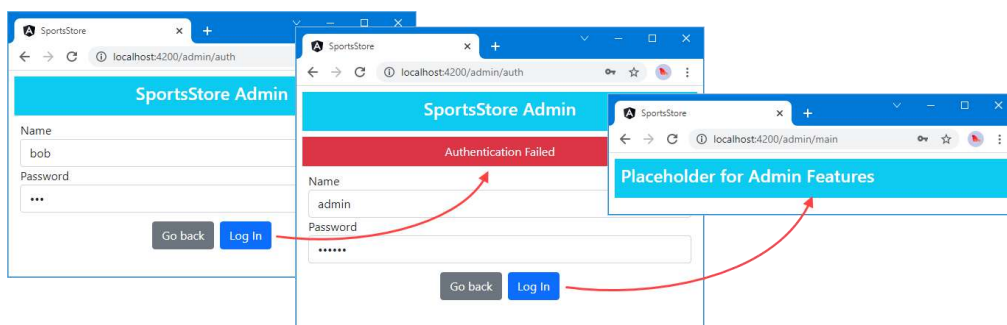 SportsStore
localhost:4200/admin/auth
SportsStore Admin
Name
bob
Password
•••
Go back
Log In
SportsStore
localhost:4200/admin/auth
SportsStore Admin
Authentication Failed
Name
admin
Password
••••••
Go back
Log In
SportsStore
localhost:4200/admin/main
Placeholder for Admin Features